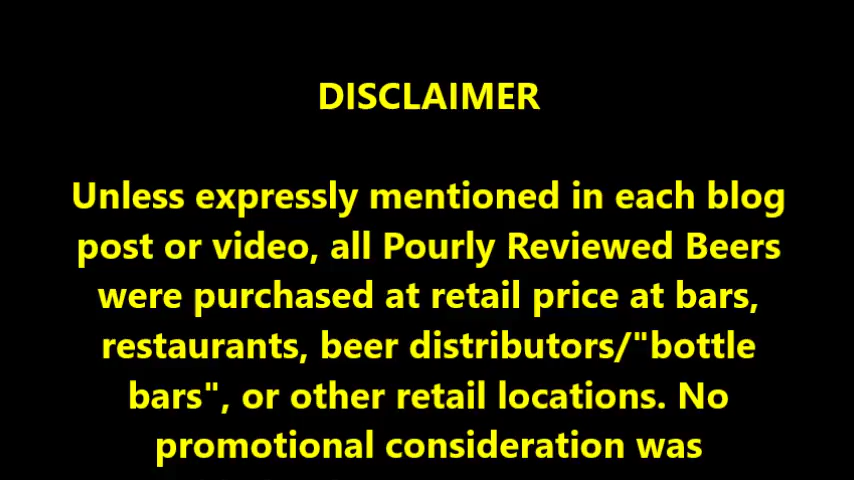 DISCLAIMER
Unless expressly mentioned in each blog
post or video, all Pourly Reviewed Beers
were purchased at retail price at bars,
restaurants, beer distributors/"bottle
bars", or other retail locations. No
promotional consideration was